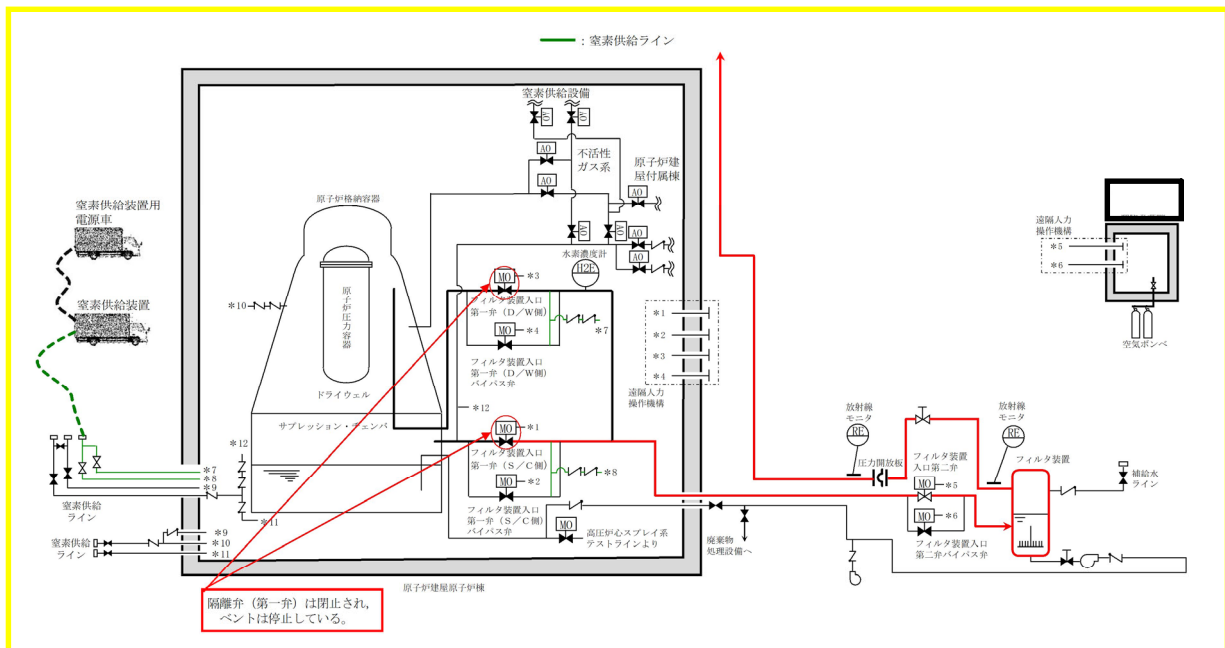 ：窒素供給ライン
窒素供給設備
AO
AO
AO
AO
不活性
ガス系
原子炉建
屋付属棟
AO
AO
AO
AO
AO
水素濃度計
H2E
原子炉格納容器
原子炉圧力容器
ドライウェル
サプレッション・チェンバ
窒素供給装置用
電源車
窒素供給装置
*10
MO
*3
フィルタ装置入口
第一弁（D／W側）
MO
*4
*7
フィルタ装置入口
第一弁（D／W側）
バイパス弁
*12
MO
*1
フィルタ装置入口
第一弁（S／C側）
MO
*2
*8
フィルタ装置入口
第一弁（S／C側）
バイパス弁
MO
高圧炉心スプレイ系
テストラインより
*1
*2
*3
*4
遠隔人力
操作機構
遠隔人力
操作機構
*5
*6
空気ボンベ
*12
*11
*7
*8
*9
窒素供給
ライン
*9
*10
*11
窒素供給
ライン
放射線
モニタ
RE
圧力開放板
放射線
モニタ
RE
フィルタ装置
入口第二弁
MO
*5
MO
*6
フィルタ装置入口
第二弁バイパス弁
フィルタ装置
補給水
ライン
廃棄物
処理設備へ
原子炉建屋原子炉棟
隔離弁（第一弁）は閉止され，
ベントは停止している。